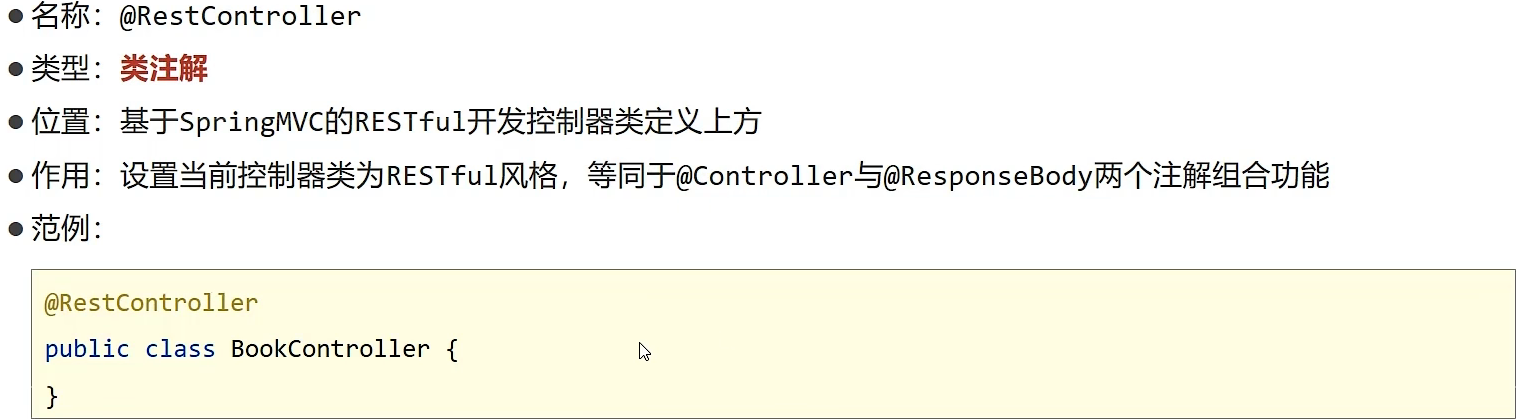 ● 名称：@RestController
● 类型：类注解
● 位置：基于SpringMVC的RESTful开发控制器类定义上方
● 作用：设置当前控制器类为RESTful风格，等同于@Controller与@ResponseBody两个注解组合功能
● 范例：
@RestController
public class BookController {
}